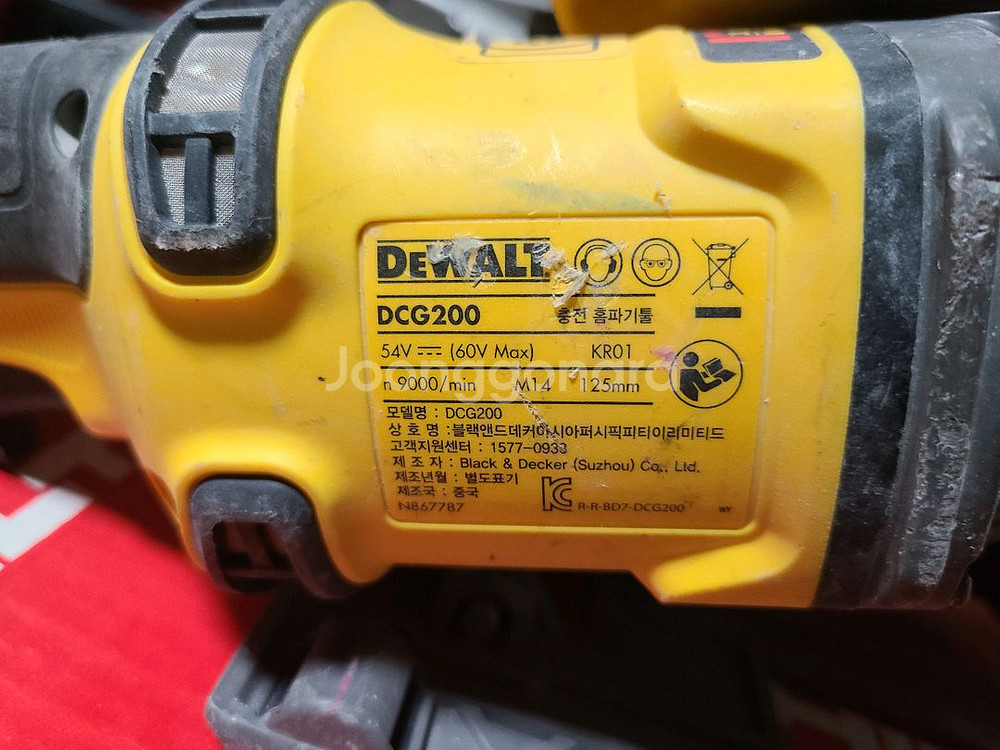 DEWALT
DCG200 충전 홈파기툴
54V (60V Max) KR01
n 9000/min M14 125mm
Joonggonara
모델명 : DCG200
상 호 명 : 블랙앤드데커아시아퍼시픽피티이리미티드
고객지원센터 : 1577-0933
제 조 자 : Black & Decker (Suzhou) Co., Ltd.
제조년월 : 별도표기
제조국 : 중국
N867787 R-R-BD7-DCG200 WY